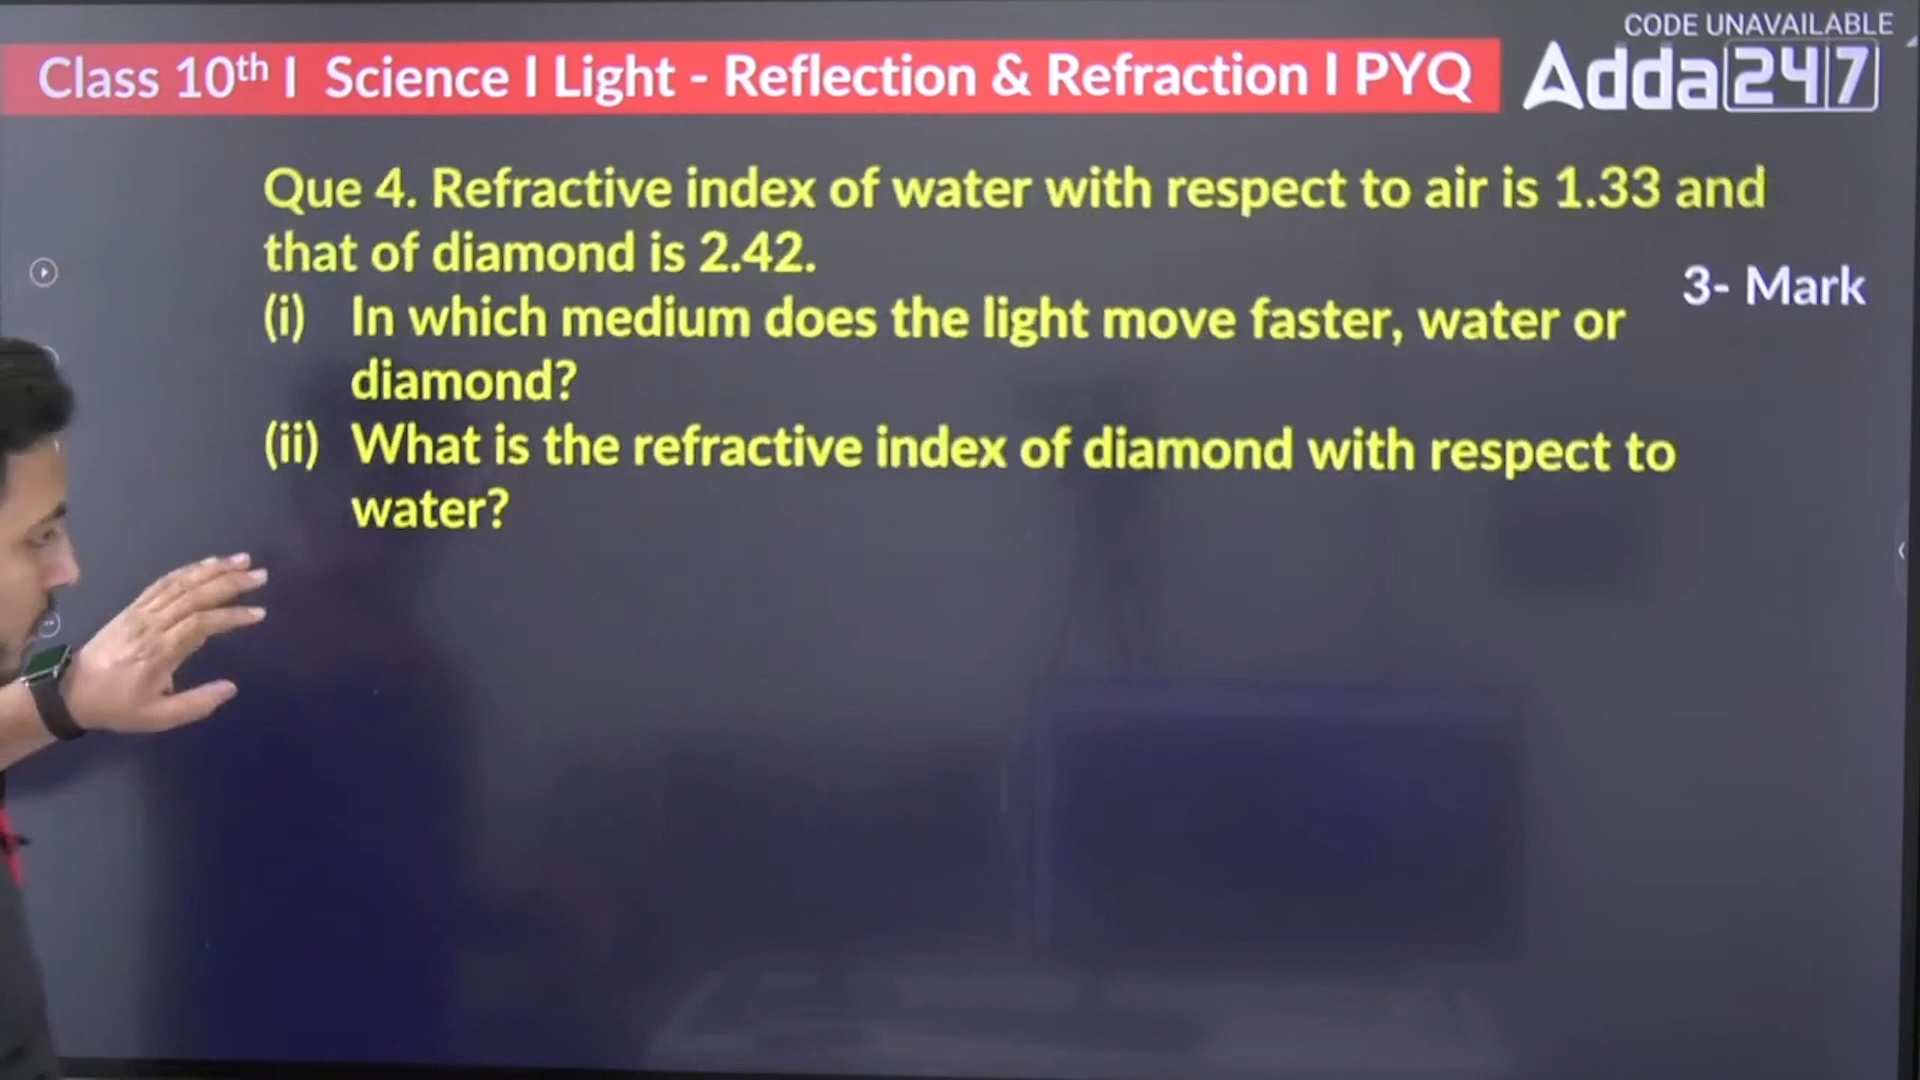 CODE UNAVAILABLE
Class 10th I Science I Light - Reflection & Refraction I PYQ
Adda247
Que 4. Refractive index of water with respect to air is 1.33 and
that of diamond is 2.42.
3- Mark
(i) In which medium does the light move faster, water or
diamond?
(ii) What is the refractive index of diamond with respect to
water?